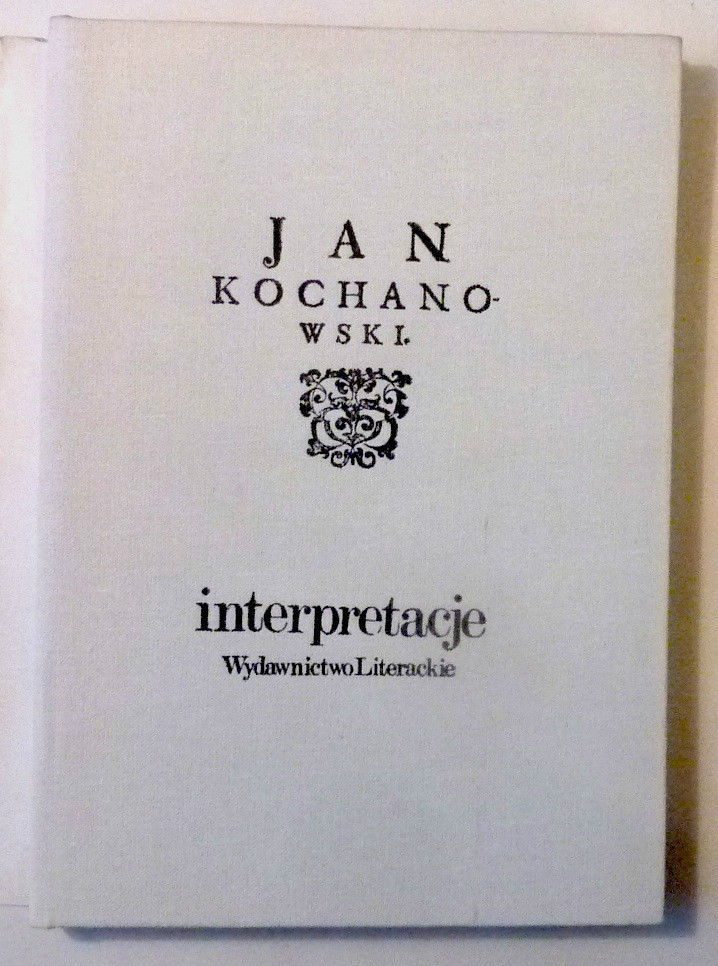 JAN
KOCHANO-
WSKI.
interpretacje
Wydawnictwo Literackie